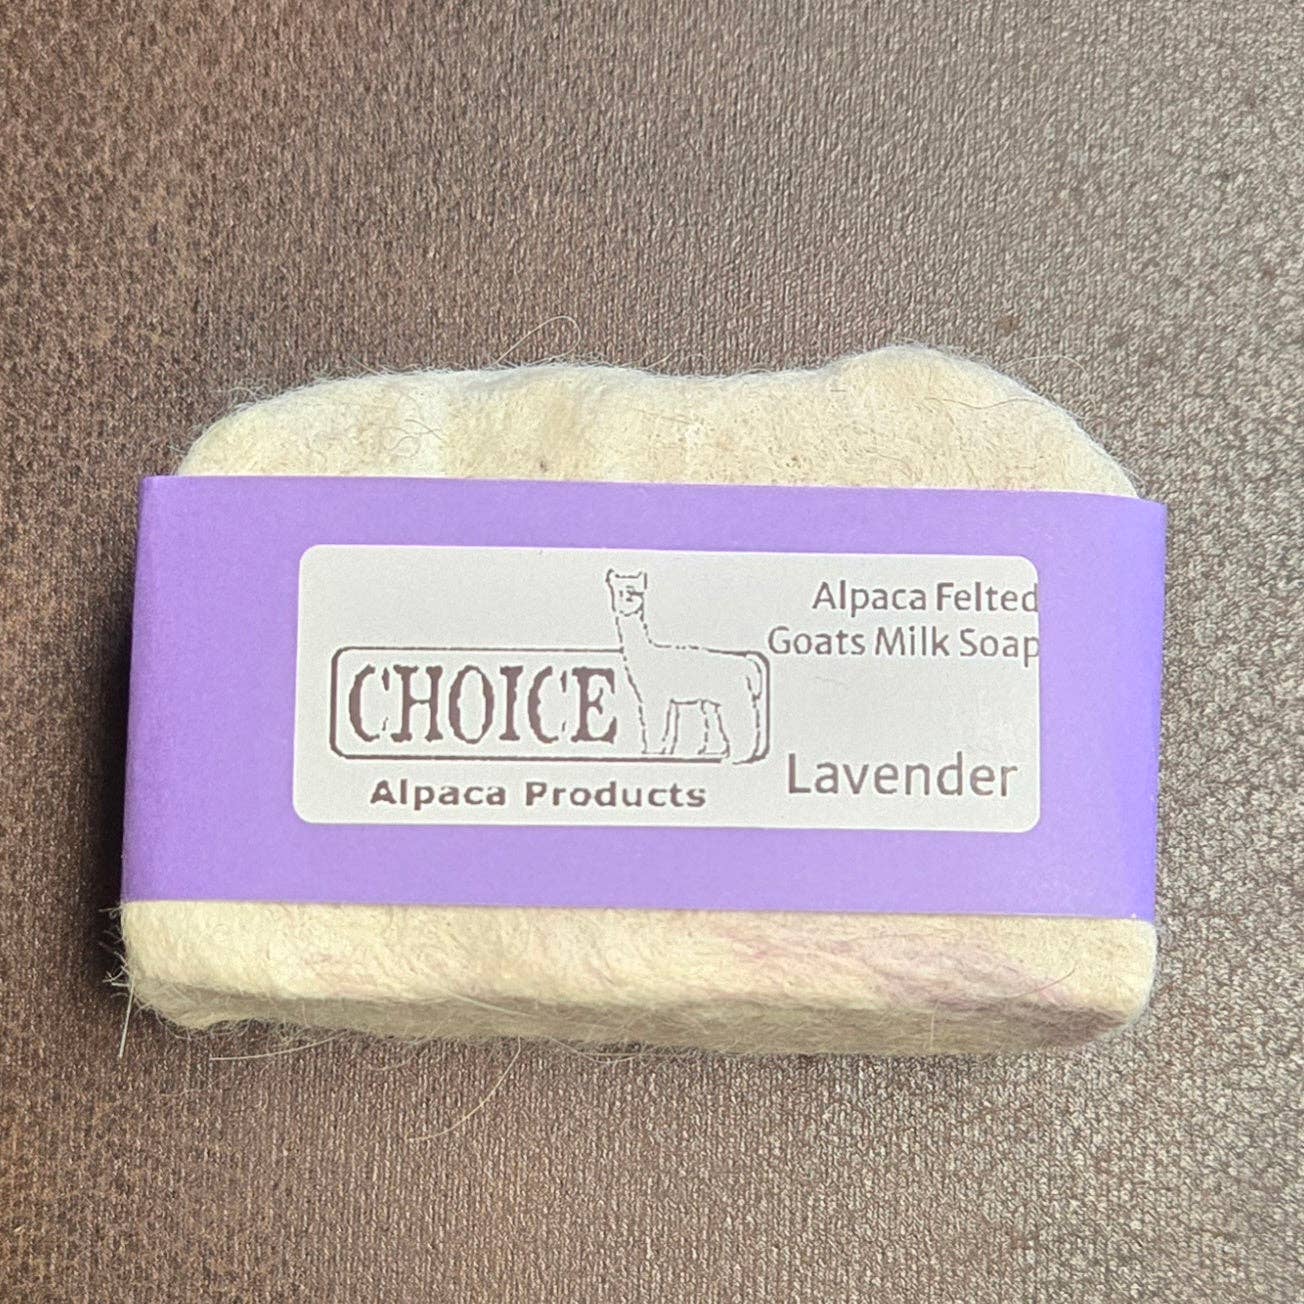 Alpaca Felted
Goats Milk Soap
CHOICE
Lavender
Alpaca Products